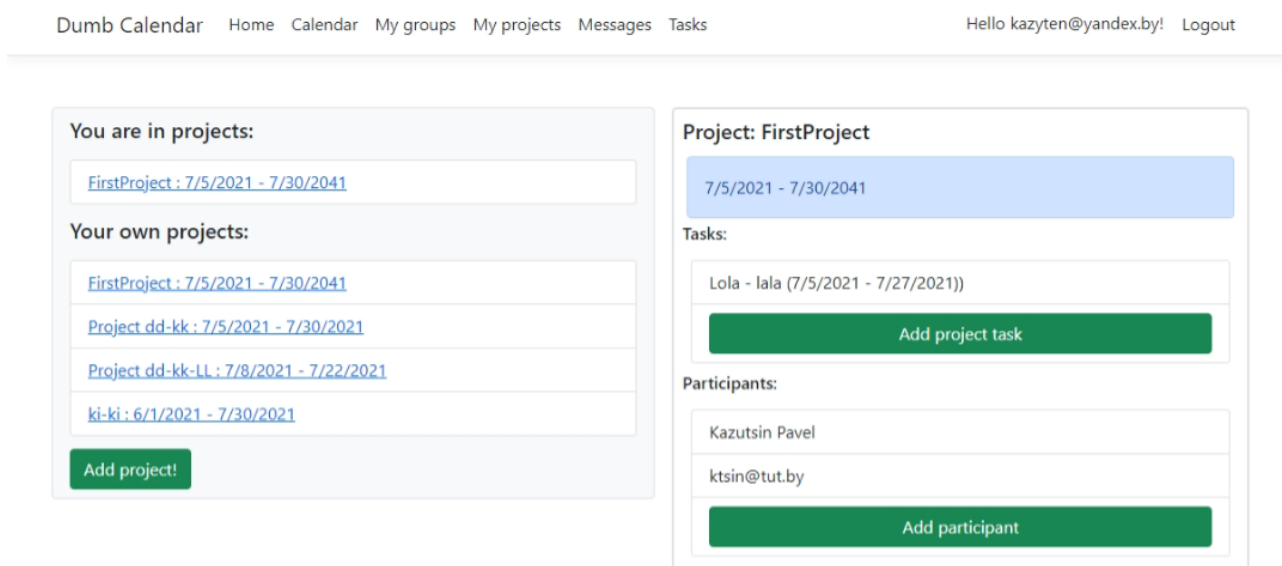 Dumb Calendar Home Calendar My groups My projects Messages Tasks Hello kazyten@yandex.by! Logout
You are in projects:
FirstProject : 7/5/2021 - 7/30/2041
Your own projects:
FirstProject : 7/5/2021 - 7/30/2041
Project dd-kk : 7/5/2021 - 7/30/2021
Project dd-kk-LL : 7/8/2021 - 7/22/2021
ki-ki : 6/1/2021 - 7/30/2021
Add project!
Project: FirstProject
7/5/2021 - 7/30/2041
Tasks:
Lola - lala (7/5/2021 - 7/27/2021))
Add project task
Participants:
Kazutsin Pavel
ktsin@tut.by
Add participant